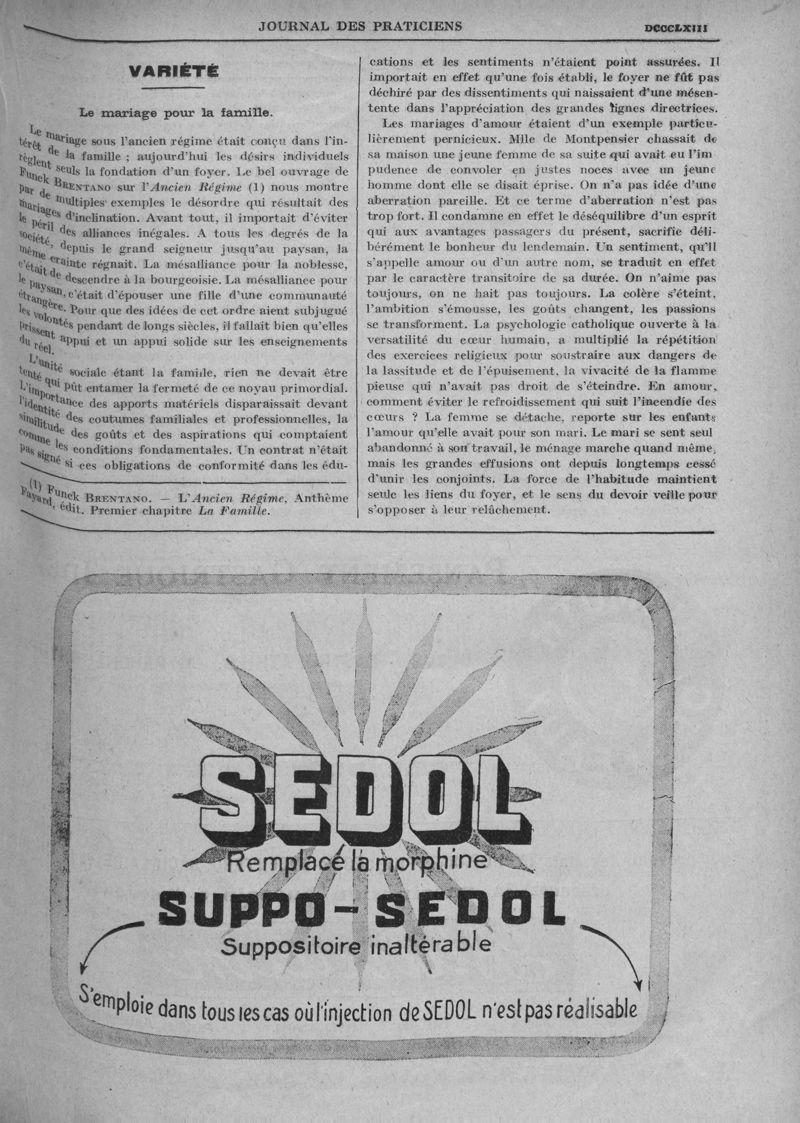 JOURNAL DES PRATICIENS
DCCCLXIII
VARIÉTÉ
Le mariage pour la famille.
Le mariage sous l'ancien régime était conçu dans l'in-
térêt de la famille ; aujourd'hui les désirs individuels
règlent seuls la fondation d'un foyer. Le bel ouvrage de
Funck BRENTANO sur l'Ancien Régime (1) nous montre
par de multiples exemples le désordre qui résultait des
mariages d'inclination. Avant tout, il importait d'éviter
le péril des alliances inégales. A tous les degrés de la
société, depuis le grand seigneur jusqu'au paysan, la
même crainte régnait. La mésalliance pour la noblesse,
c'était de descendre à la bourgeoisie. La mésalliance pour
le paysan, c'était d'épouser une fille d'une communauté
étrangère. Pour que des idées de cet ordre aient subjugué
les volontés pendant de longs siècles, il fallait bien qu'elles
prissent appui et un appui solide sur les enseignements
du réel.
L'unité sociale étant la famille, rien ne devait être
tenté qui pût entamer la fermeté de ce noyau primordial.
L'importance des apports matériels disparaissait devant
l'identité des coutumes familiales et professionnelles, la
similitude des goûts et des aspirations qui comptaient
comme les conditions fondamentales. Un contrat n'était
pas signé si ces obligations de conformité dans les édu-
(1) Funck BRENTANO. — L'Ancien Régime. Anthème
Fayard, édit. Premier chapitre La Famille.
cations et les sentiments n'étaient point assurées. Il
importait en effet qu'une fois établi, le foyer ne fût pas
déchiré par des dissentiments qui naissaient d'une mésen-
tente dans l'appréciation des grandes lignes directrices.
Les mariages d'amour étaient d'un exemple particu-
lièrement pernicieux. Mlle de Montpensier chassait de
sa maison une jeune femme de sa suite qui avait eu l'im
pudence de convoler en justes noces avec un jeune
homme dont elle se disait éprise. On n'a pas idée d'une
aberration pareille. Et ce terme d'aberration n'est pas
trop fort. Il condamne en effet le déséquilibre d'un esprit
qui aux avantages passagers du présent, sacrifie déli-
bérément le bonheur du lendemain. Un sentiment, qu'il
s'appelle amour ou d'un autre nom, se traduit en effet
par le caractère transitoire de sa durée. On n'aime pas
toujours, on ne hait pas toujours. La colère s'éteint,
l'ambition s'émousse, les goûts changent, les passions
se transforment. La psychologie catholique ouverte à la
versatilité du cœur humain, a multiplié la répétition
des exercices religieux pour soustraire aux dangers de
la lassitude et de l'épuisement, la vivacité de la flamme
pieuse qui n'avait pas droit de s'éteindre. En amour,
comment éviter le refroidissement qui suit l'incendie des
cœurs ? La femme se détache, reporte sur les enfants
l'amour qu'elle avait pour son mari. Le mari se sent seul
abandonné à son travail, le ménage marche quand même,
mais les grandes effusions ont depuis longtemps cessé
d'unir les conjoints. La force de l'habitude maintient
seule les liens du foyer, et le sens du devoir veille pour
s'opposer à leur relâchement.
SEDOL
Remplace la morphine
SUPPO-SEDOL
Suppositoire inaltérable
S'emploie dans tous les cas où l'injection de SEDOL n'est pas réalisable